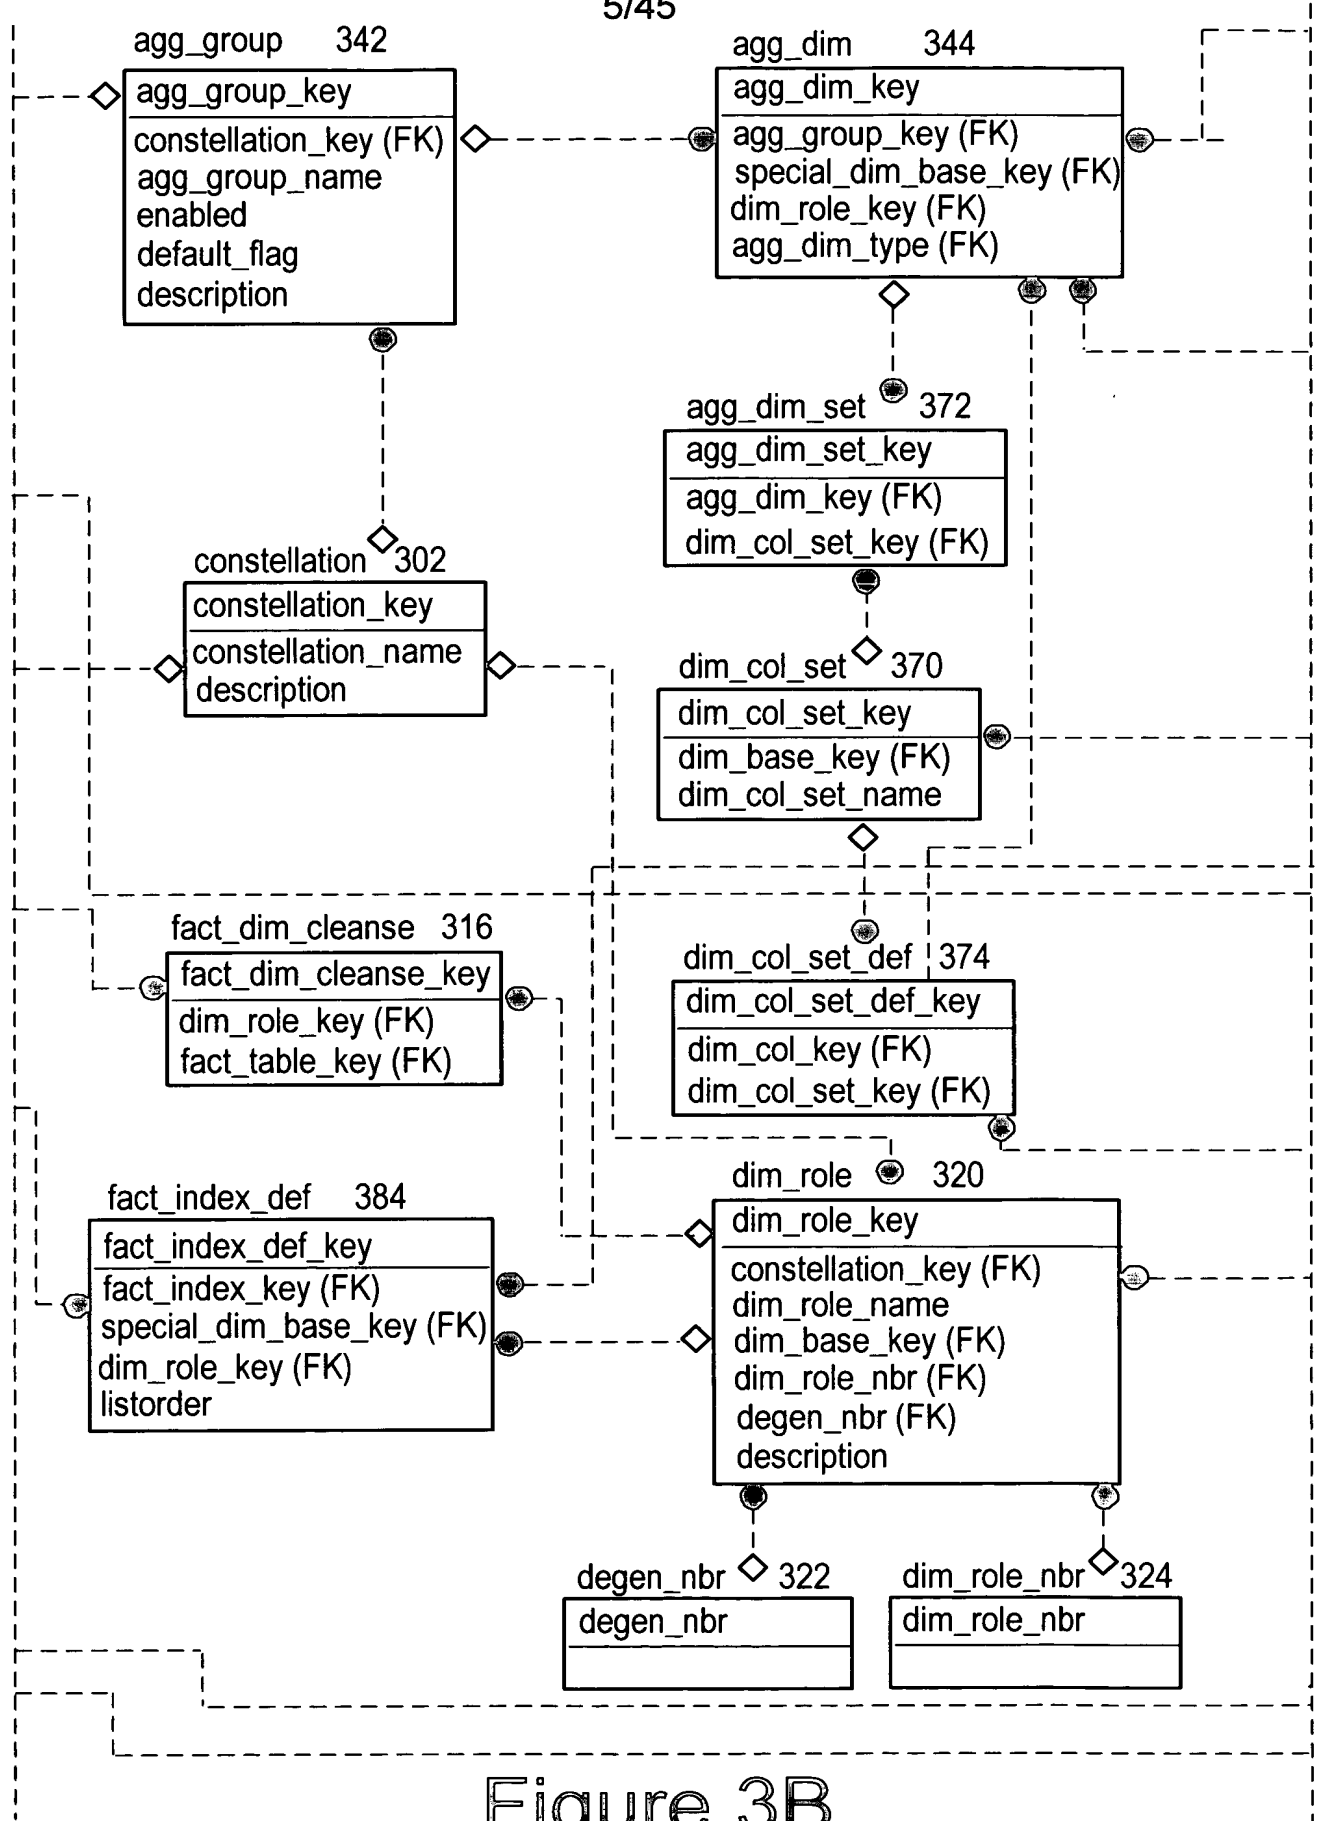 5/45
agg_group 342
agg_group_key
constellation_key (FK)
agg_group_name
enabled
default_flag
description
agg_dim 344
agg_dim_key
agg_group_key (FK)
special_dim_base_key (FK)
dim_role_key (FK)
agg_dim_type (FK)
agg_dim_set 372
agg_dim_set_key
agg_dim_key (FK)
dim_col_set_key (FK)
constellation 302
constellation_key
constellation_name
description
dim_col_set 370
dim_col_set_key
dim_base_key (FK)
dim_col_set_name
fact_dim_cleanse 316
fact_dim_cleanse_key
dim_role_key (FK)
fact_table_key (FK)
dim_col_set_def 374
dim_col_set_def_key
dim_col_key (FK)
dim_col_set_key (FK)
fact_index_def 384
fact_index_def_key
fact_index_key (FK)
special_dim_base_key (FK)
dim_role_key (FK)
listorder
dim_role 320
dim_role_key
constellation_key (FK)
dim_role_name
dim_base_key (FK)
dim_role_nbr (FK)
degen_nbr (FK)
description
degen_nbr 322
degen_nbr
dim_role_nbr 324
dim_role_nbr
Figure 3B